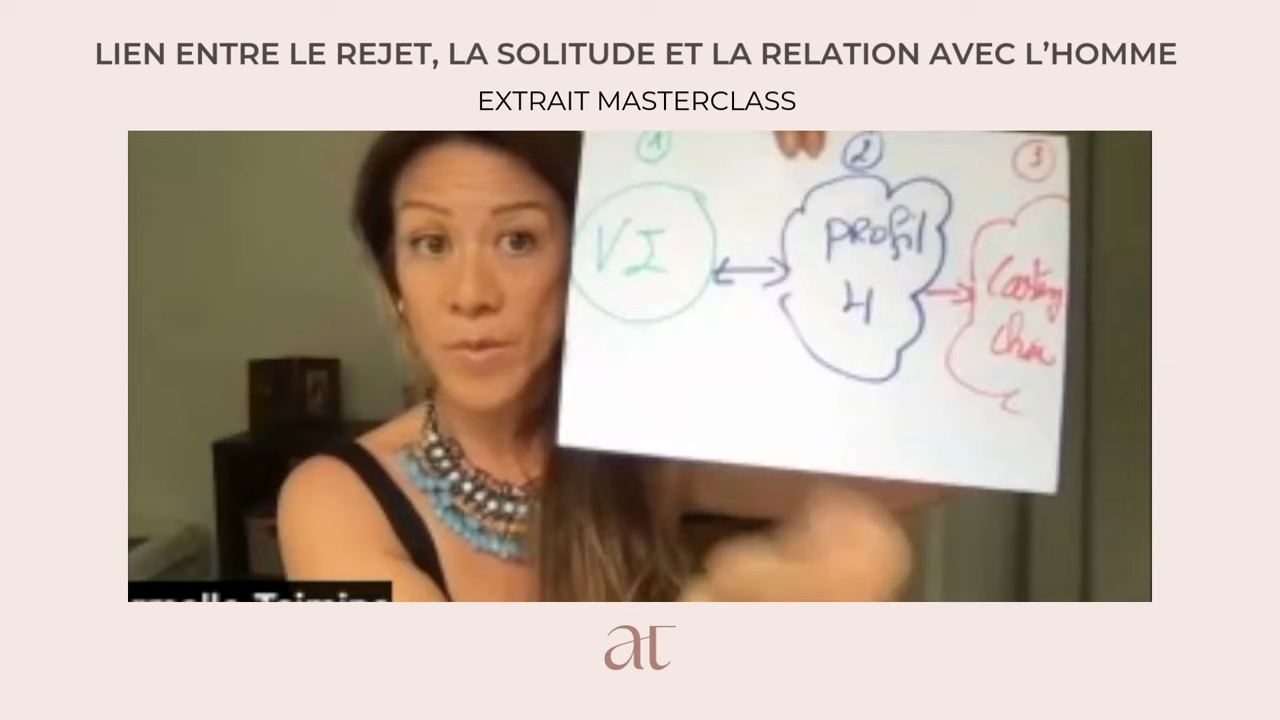 LIEN ENTRE LE REJET, LA SOLITUDE ET LA RELATION AVEC L'HOMME
EXTRAIT MASTERCLASS
1
2
3
VI
PROfil
4
Casting
at